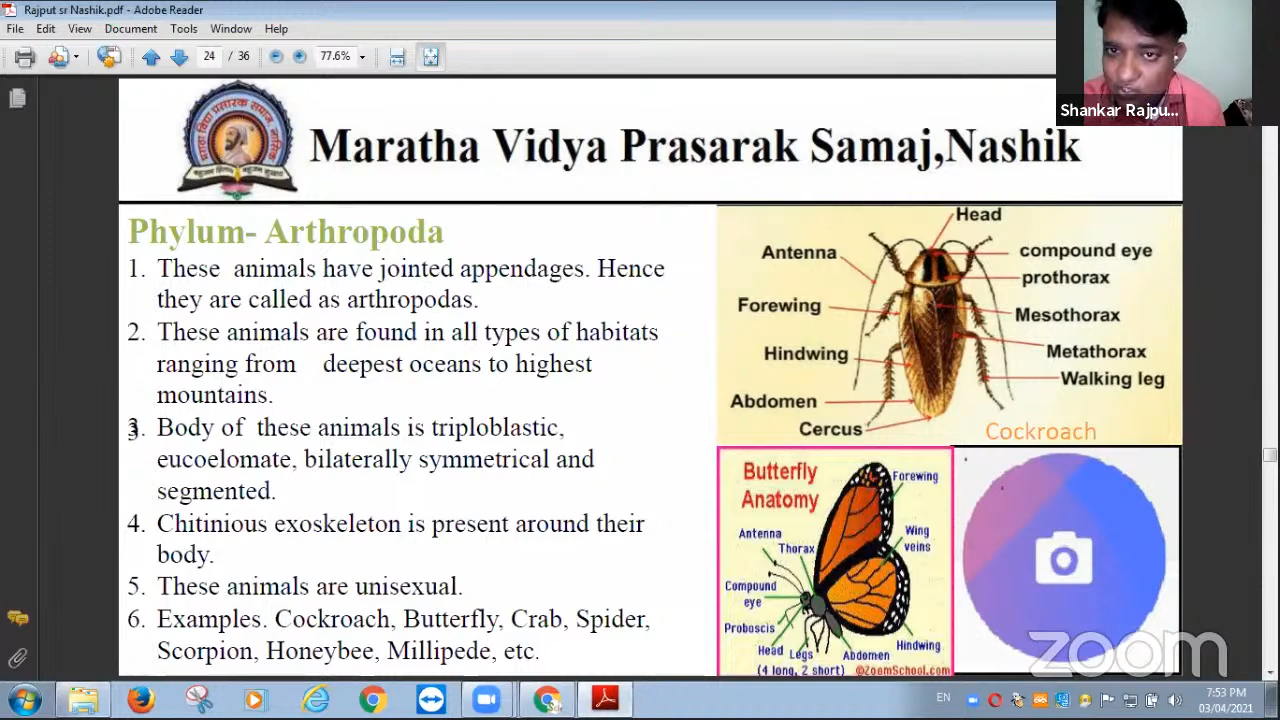 Rajput sr Nashik.pdf - Adobe Reader
File Edit View Document Tools Window Help
24 / 36 77.6%
Shankar Rajpu...
Maratha Vidya Prasarak Samaj,Nashik
Phylum- Arthropoda
1. These animals have jointed appendages. Hence
they are called as arthropodas.
2. These animals are found in all types of habitats
ranging from deepest oceans to highest
mountains.
3. Body of these animals is triploblastic,
eucoelomate, bilaterally symmetrical and
segmented.
4. Chitinious exoskeleton is present around their
body.
5. These animals are unisexual.
6. Examples. Cockroach, Butterfly, Crab, Spider,
Scorpion, Honeybee, Millipede, etc.
Head
Antenna
compound eye
prothorax
Forewing
Mesothorax
Hindwing
Metathorax
Walking leg
Abdomen
Cercus
Cockroach
Butterfly
Anatomy
Forewing
Antenna
Thorax
Wing
veins
Compound
eye
Proboscis
Head
Legs
Abdomen
Hindwing
(4 long, 2 short)
©ZoomSchool.com
zoom
EN
7:53 PM
03/04/2021